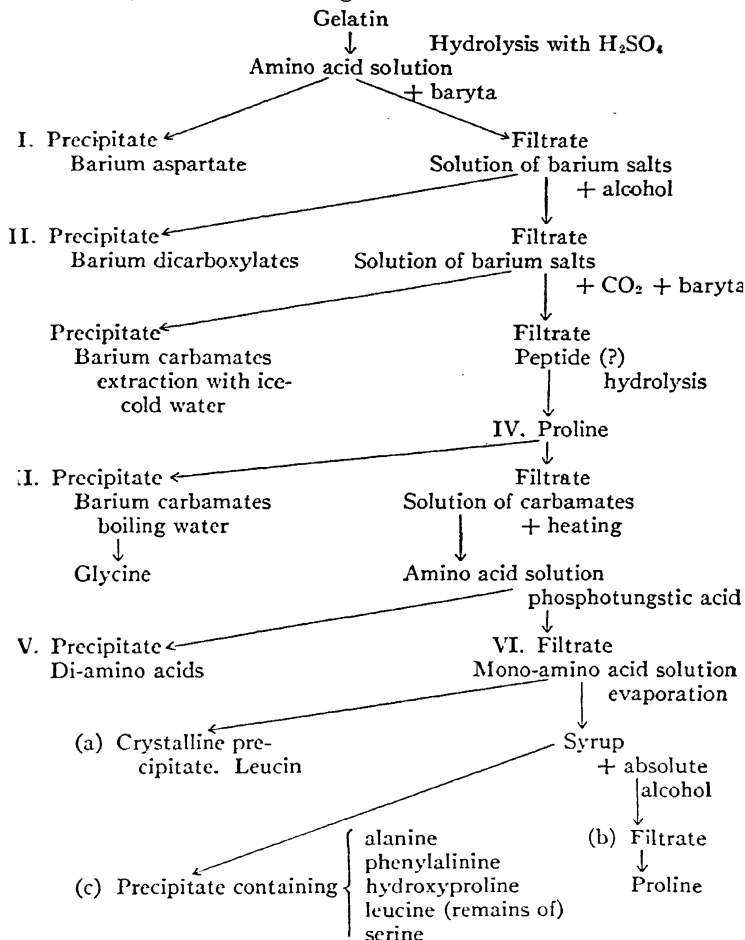 Gelatin
Hydrolysis with H₂SO₄
Amino acid solution
+ baryta
I. Precipitate
Barium aspartate
Filtrate
Solution of barium salts
+ alcohol
II. Precipitate
Barium dicarboxylates
Filtrate
Solution of barium salts
+ CO₂ + baryta
Precipitate
Barium carbamates
extraction with ice-
cold water
Filtrate
Peptide (?)
hydrolysis
IV. Proline
II. Precipitate
Barium carbamates
boiling water
Glycine
Filtrate
Solution of carbamates
+ heating
Amino acid solution
phosphotungstic acid
V. Precipitate
Di-amino acids
VI. Filtrate
Mono-amino acid solution
evaporation
(a) Crystalline pre-
cipitate. Leucin
Syrup
+ absolute
alcohol
(b) Filtrate
Proline
(c) Precipitate containing
alanine
phenylalinine
hydroxyproline
leucine (remains of)
serine